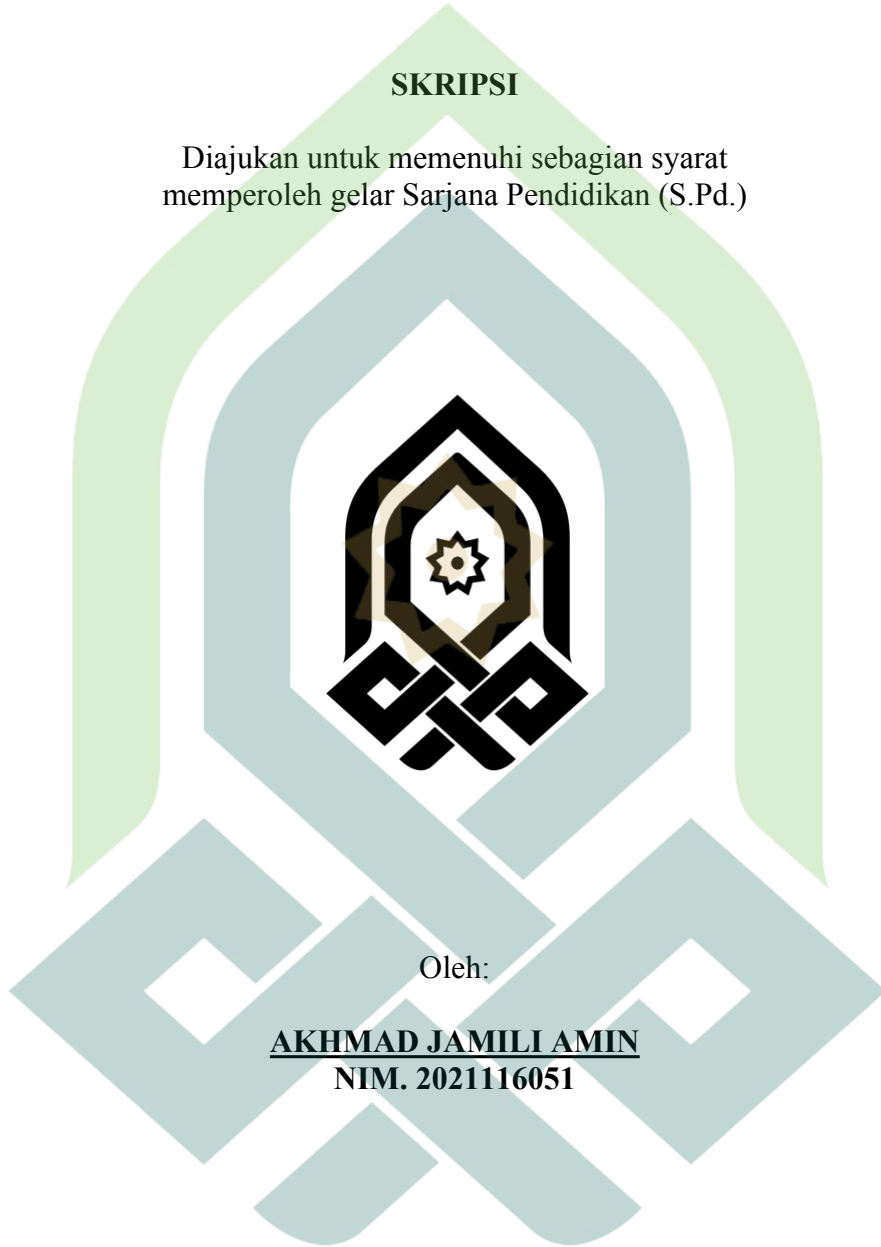 SKRIPSI
Diajukan untuk memenuhi sebagian syarat
memperoleh gelar Sarjana Pendidikan (S.Pd.)
Oleh:
AKHMAD JAMILI AMIN
NIM. 2021116051